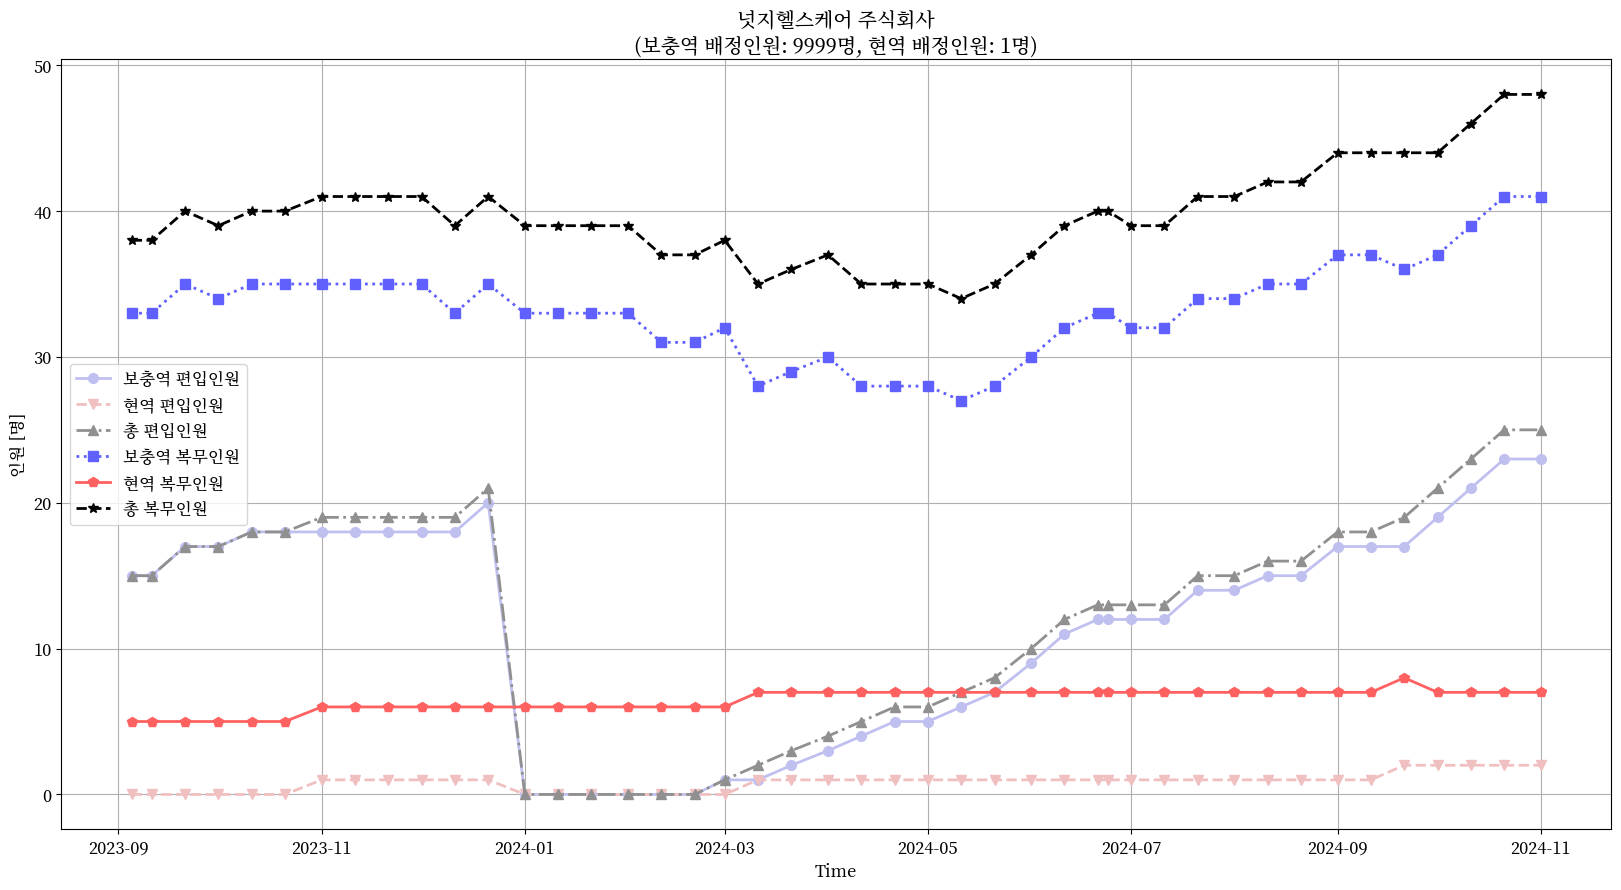 넛지헬스케어 주식회사
(보충역 배정인원: 9999명, 현역 배정인원: 1명)
50
40
30
20
10
0
인원 [명]
보충역 편입인원
현역 편입인원
총 편입인원
보충역 복무인원
현역 복무인원
총 복무인원
2023-09
2023-11
2024-01
2024-03
2024-05
2024-07
2024-09
2024-11
Time